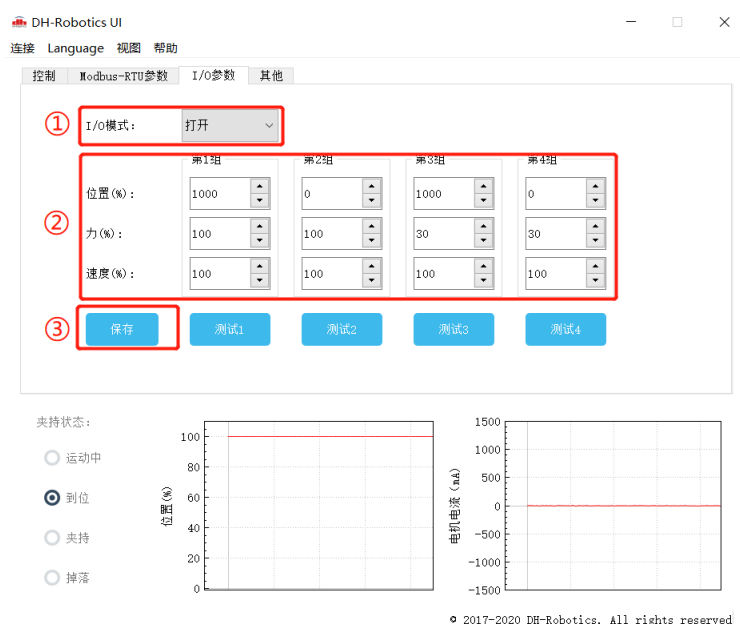 DH-Robotics UI
连接 Language 视图 帮助
控制 Modbus-RTU参数 I/O参数 其他
① I/O模式: 打开
第1组 第2组 第3组 第4组
位置(%): 1000 0 1000 0
② 力(%): 100 100 30 30
速度(%): 100 100 100 100
③ 保存 测试1 测试2 测试3 测试4
夹持状态:
运动中
到位
夹持
掉落
位置(%)
100
80
60
40
20
0
电机电流(mA)
1500
1000
500
0
-500
-1000
-1500
© 2017-2020 DH-Robotics. All rights reserved